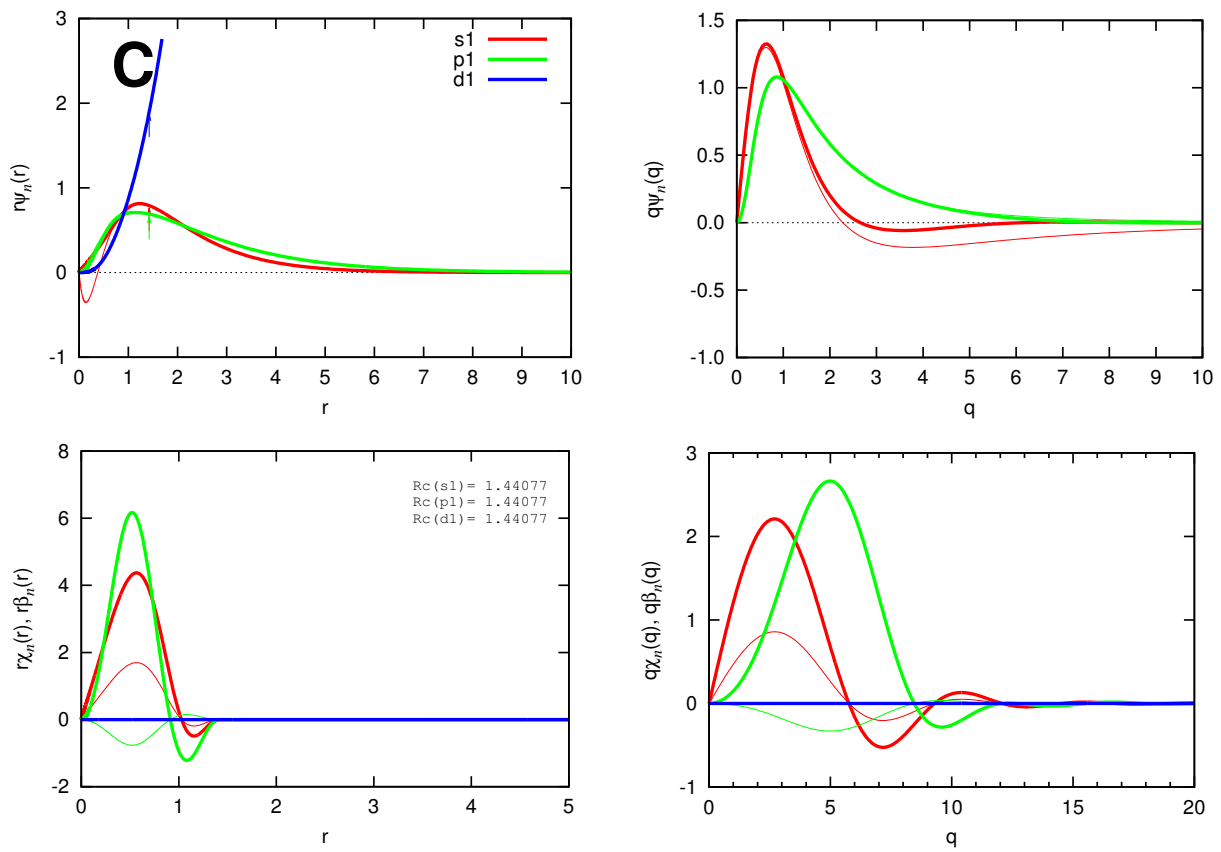 3
2
1
0
-1
0 1 2 3 4 5 6 7 8 9 10
r
rψn(r)
C
s1
p1
d1
1.5
1.0
0.5
0.0
-0.5
-1.0
0 1 2 3 4 5 6 7 8 9 10
q
qψn(q)
8
6
4
2
0
-2
0 1 2 3 4 5
r
rχn(r), rβn(r)
Rc(s1)= 1.44077
Rc(p1)= 1.44077
Rc(d1)= 1.44077
3
2
1
0
-1
0 5 10 15 20
q
qχn(q), qβn(q)